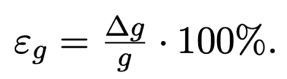 ε_g = Δg/g · 100%.